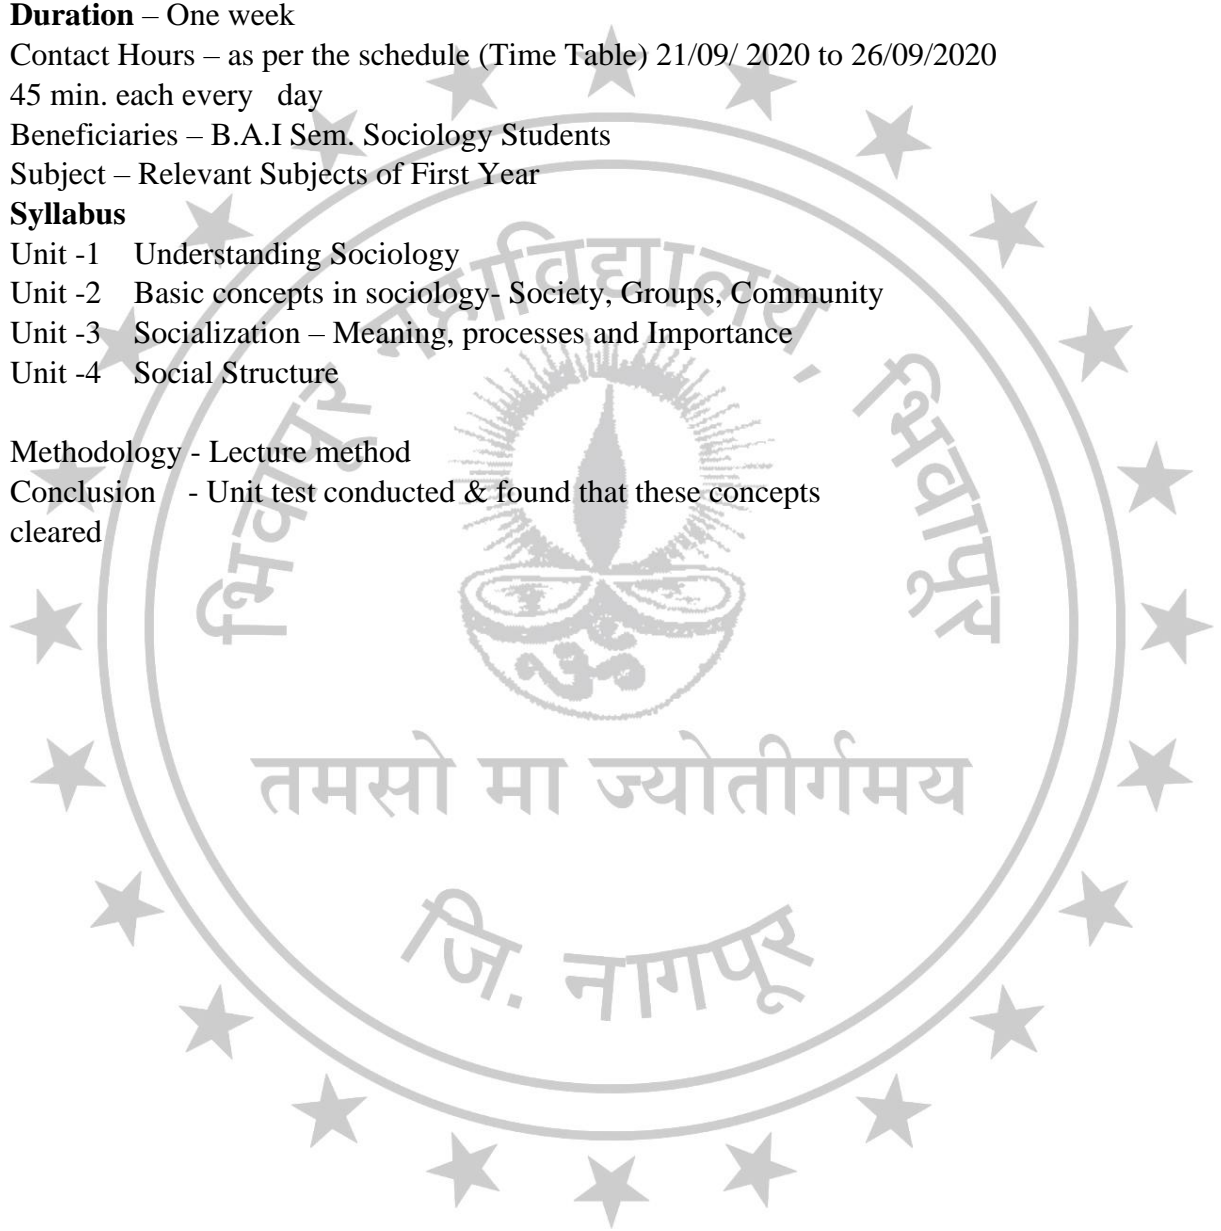 Duration – One week
Contact Hours – as per the schedule (Time Table) 21/09/ 2020 to 26/09/2020
45 min. each every   day
Beneficiaries – B.A.I Sem. Sociology Students
Subject – Relevant Subjects of First Year
Syllabus
Unit -1    Understanding Sociology
Unit -2    Basic concepts in sociology- Society, Groups, Community
Unit -3    Socialization – Meaning, processes and Importance
Unit -4    Social Structure
Methodology - Lecture method
Conclusion    - Unit test conducted & found that these concepts
cleared
भिवापूर महाविद्यालय, भिवापूर
तमसो मा ज्योतीर्गमय
जि. नागपूर